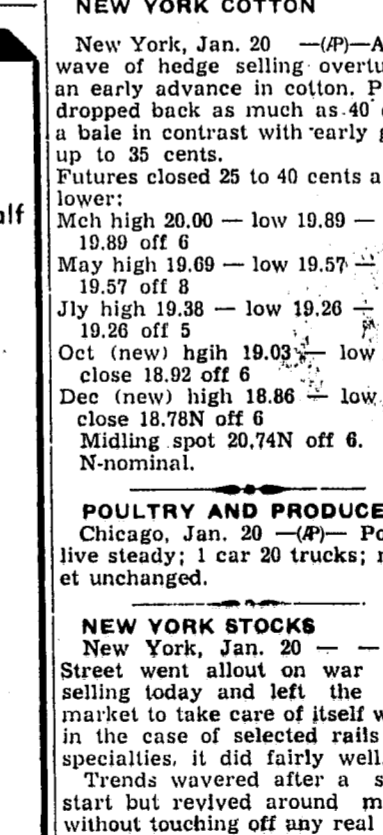 NEW YORK COTTON
New York, Jan. 20 —(AP)—A
wave of hedge selling overtu
an early advance in cotton. P
dropped back as much as 40
a bale in contrast with early g
up to 35 cents.
Futures closed 25 to 40 cents a
lower:
Mch high 20.00 — low 19.89 —
19.89 off 6
May high 19.69 — low 19.57 —
19.57 off 8
Jly high 19.38 — low 19.26 —
19.26 off 5
Oct (new) hgih 19.03 — low
close 18.92 off 6
Dec (new) high 18.86 — low
close 18.78N off 6
Midling spot 20,74N off 6.
N-nominal.
POULTRY AND PRODUCE
Chicago, Jan. 20 —(AP)— Po
live steady; 1 car 20 trucks;
et unchanged.
NEW YORK STOCKS
New York, Jan. 20 — —
Street went allout on war
selling today and left the
market to take care of itself w
in the case of selected rails
specialties, it did fairly well.
Trends wavered after a s
start but revived around m
without touching off any real
alf